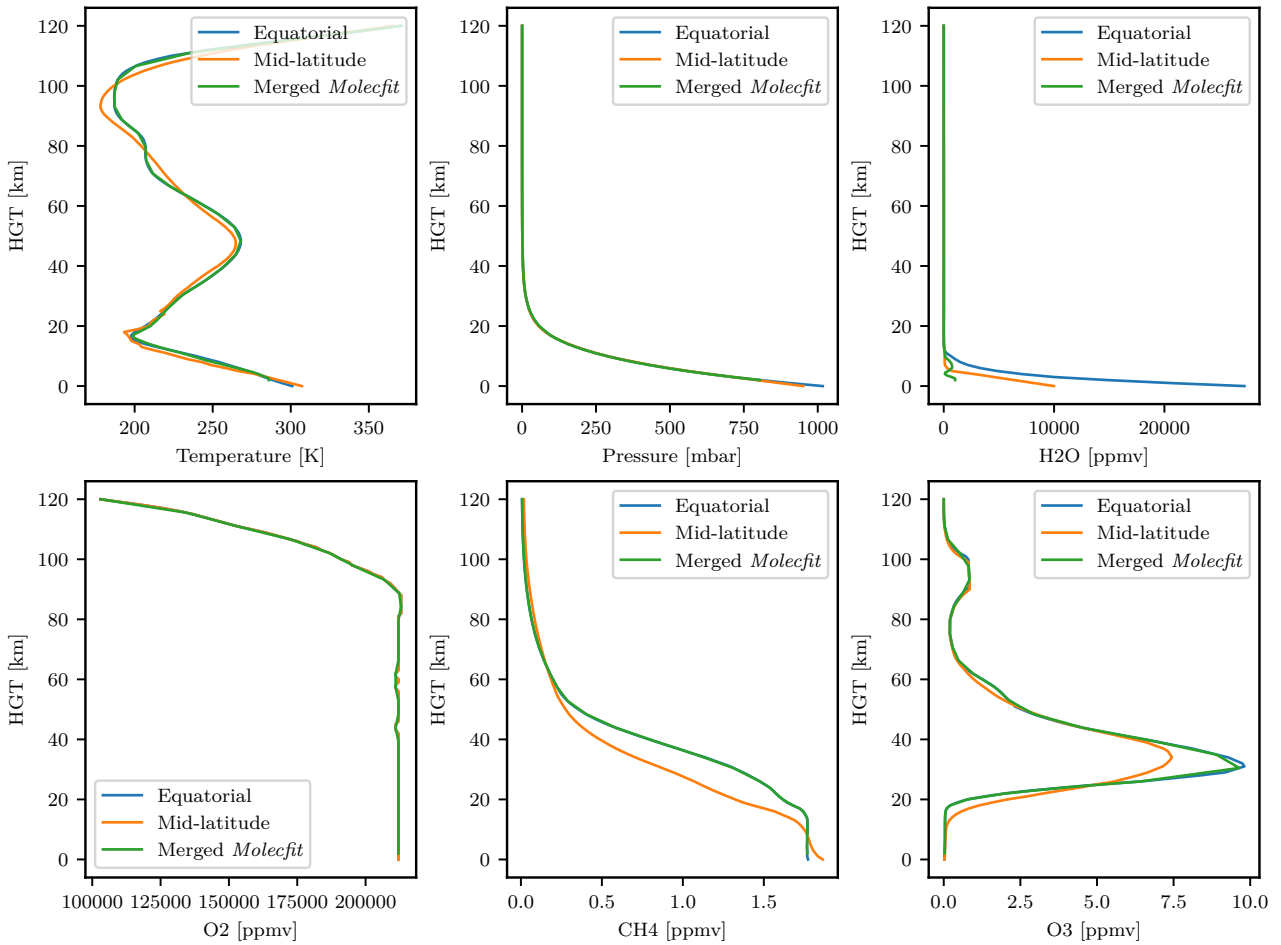 120
100
80
60
40
20
0
HGT [km]
200
250
300
350
Temperature [K]
Equatorial
Mid-latitude
Merged Molecfit
120
100
80
60
40
20
0
HGT [km]
0
250
500
750
1000
Pressure [mbar]
Equatorial
Mid-latitude
Merged Molecfit
120
100
80
60
40
20
0
HGT [km]
0
10000
20000
H2O [ppmv]
Equatorial
Mid-latitude
Merged Molecfit
120
100
80
60
40
20
0
HGT [km]
100000
125000
150000
175000
200000
O2 [ppmv]
Equatorial
Mid-latitude
Merged Molecfit
120
100
80
60
40
20
0
HGT [km]
0.0
0.5
1.0
1.5
CH4 [ppmv]
Equatorial
Mid-latitude
Merged Molecfit
120
100
80
60
40
20
0
HGT [km]
0.0
2.5
5.0
7.5
10.0
O3 [ppmv]
Equatorial
Mid-latitude
Merged Molecfit